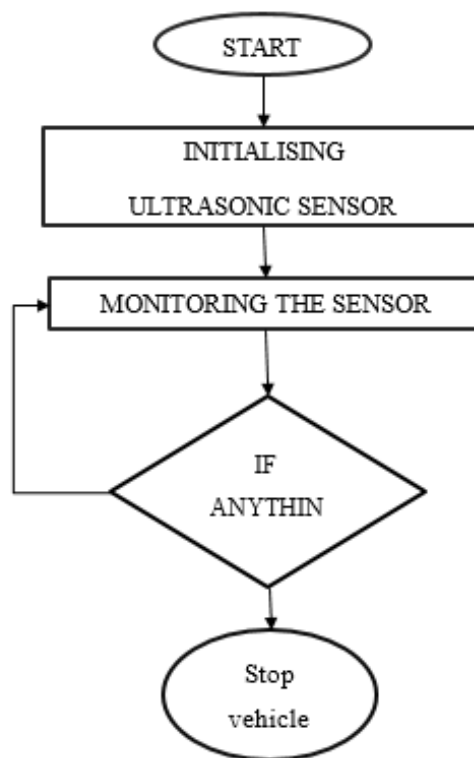 START
INITIALISING
ULTRASONIC SENSOR
MONITORING THE SENSOR
IF
ANYTHIN
Stop
vehicle